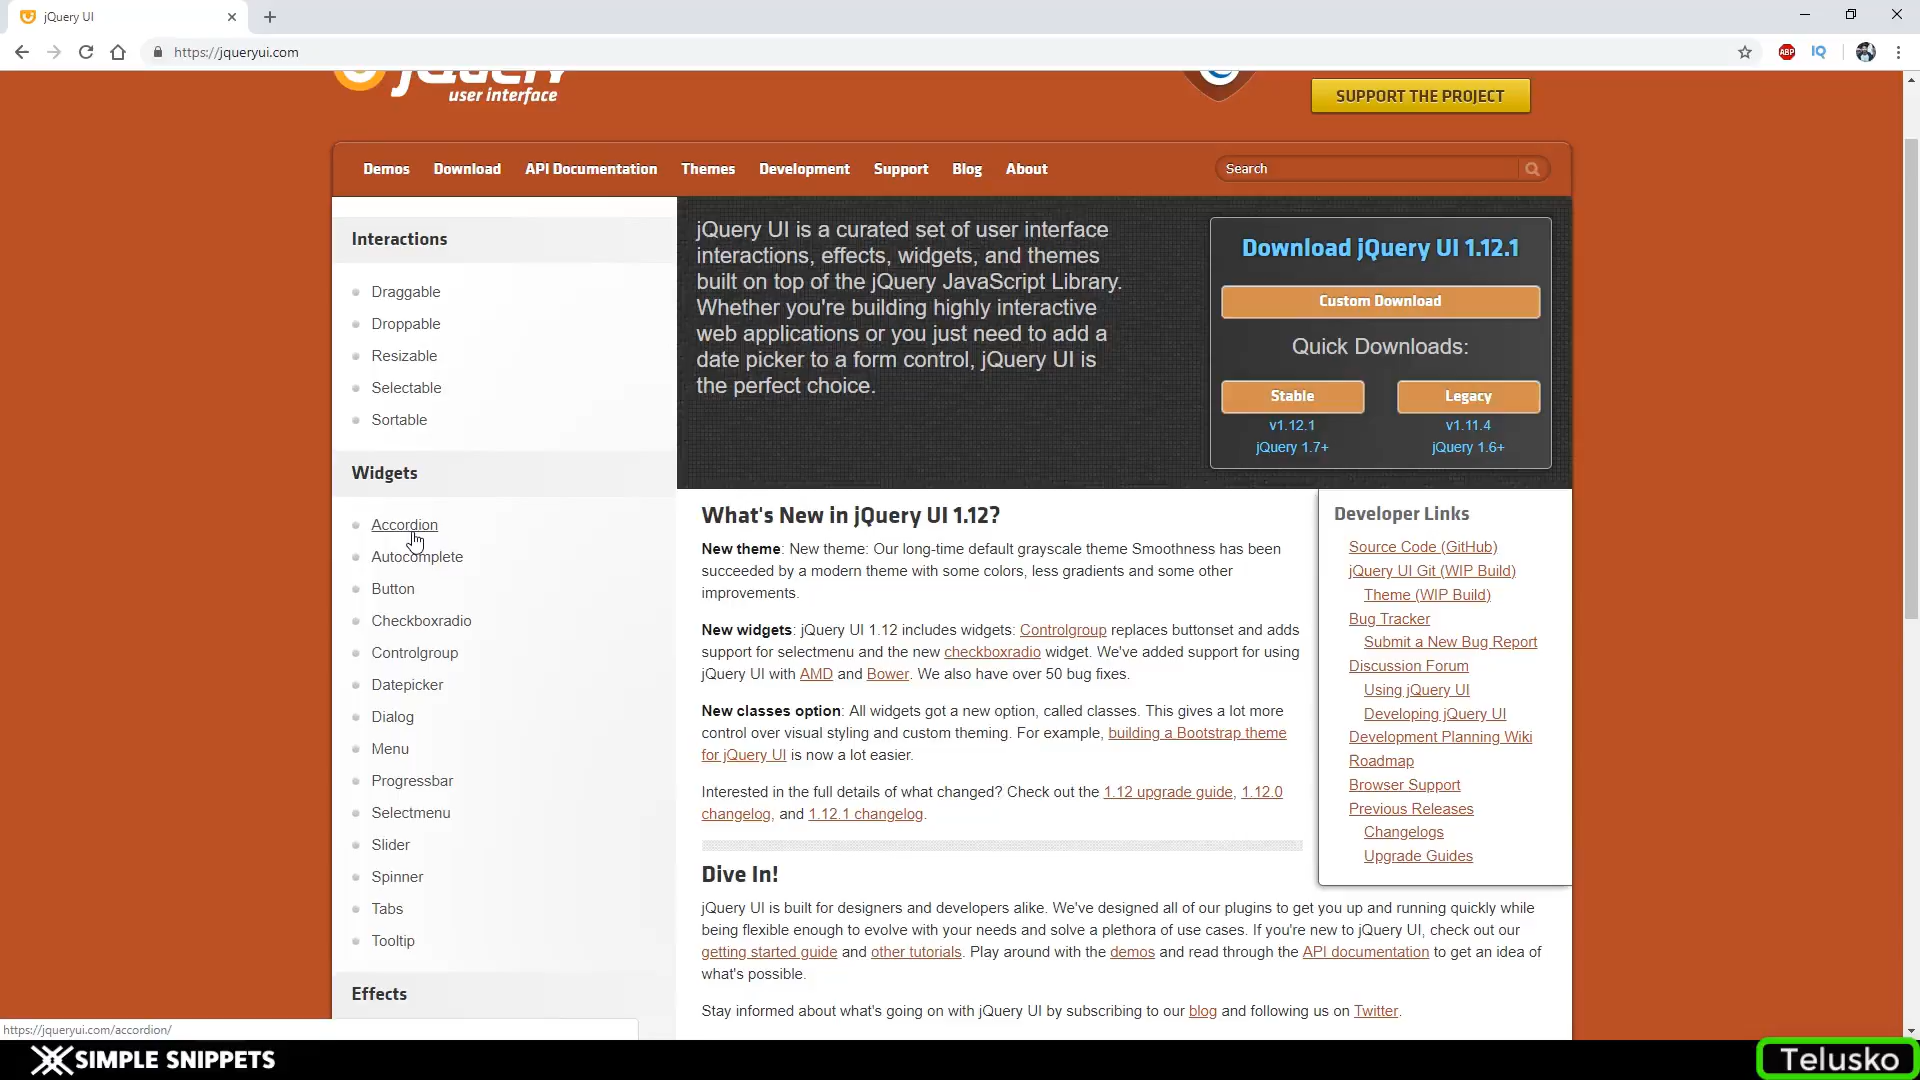 jQuery UI
https://jqueryui.com
jQuery
user interface
SUPPORT THE PROJECT
Demos Download API Documentation Themes Development Support Blog About
Search
Interactions
Draggable
Droppable
Resizable
Selectable
Sortable
Widgets
Accordion
Autocomplete
Button
Checkboxradio
Controlgroup
Datepicker
Dialog
Menu
Progressbar
Selectmenu
Slider
Spinner
Tabs
Tooltip
Effects
jQuery UI is a curated set of user interface
interactions, effects, widgets, and themes
built on top of the jQuery JavaScript Library.
Whether you're building highly interactive
web applications or you just need to add a
date picker to a form control, jQuery UI is
the perfect choice.
Download jQuery UI 1.12.1
Custom Download
Quick Downloads:
Stable Legacy
v1.12.1 v1.11.4
jQuery 1.7+ jQuery 1.6+
What's New in jQuery UI 1.12?
New theme: New theme: Our long-time default grayscale theme Smoothness has been
succeeded by a modern theme with some colors, less gradients and some other
improvements.
New widgets: jQuery UI 1.12 includes widgets: Controlgroup replaces buttonset and adds
support for selectmenu and the new checkboxradio widget. We've added support for using
jQuery UI with AMD and Bower. We also have over 50 bug fixes.
New classes option: All widgets got a new option, called classes. This gives a lot more
control over visual styling and custom theming. For example, building a Bootstrap theme
for jQuery UI is now a lot easier.
Interested in the full details of what changed? Check out the 1.12 upgrade guide, 1.12.0
changelog, and 1.12.1 changelog.
Developer Links
Source Code (GitHub)
jQuery UI Git (WIP Build)
Theme (WIP Build)
Bug Tracker
Submit a New Bug Report
Discussion Forum
Using jQuery UI
Developing jQuery UI
Development Planning Wiki
Roadmap
Browser Support
Previous Releases
Changelogs
Upgrade Guides
Dive In!
jQuery UI is built for designers and developers alike. We've designed all of our plugins to get you up and running quickly while
being flexible enough to evolve with your needs and solve a plethora of use cases. If you're new to jQuery UI, check out our
getting started guide and other tutorials. Play around with the demos and read through the API documentation to get an idea of
what's possible.
Stay informed about what's going on with jQuery UI by subscribing to our blog and following us on Twitter.
https://jqueryui.com/accordion/
SIMPLE SNIPPETS
Telusko
ABP
IQ